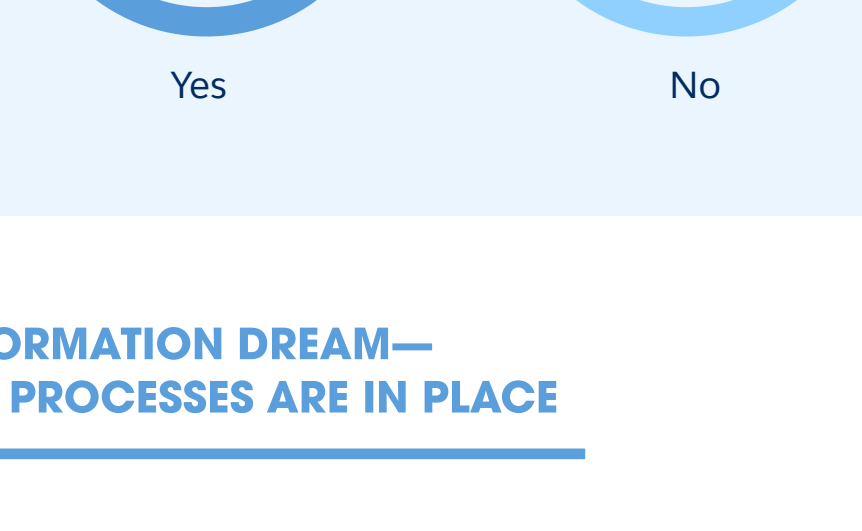 Yes No
ORMATION DREAM—
PROCESSES ARE IN PLACE